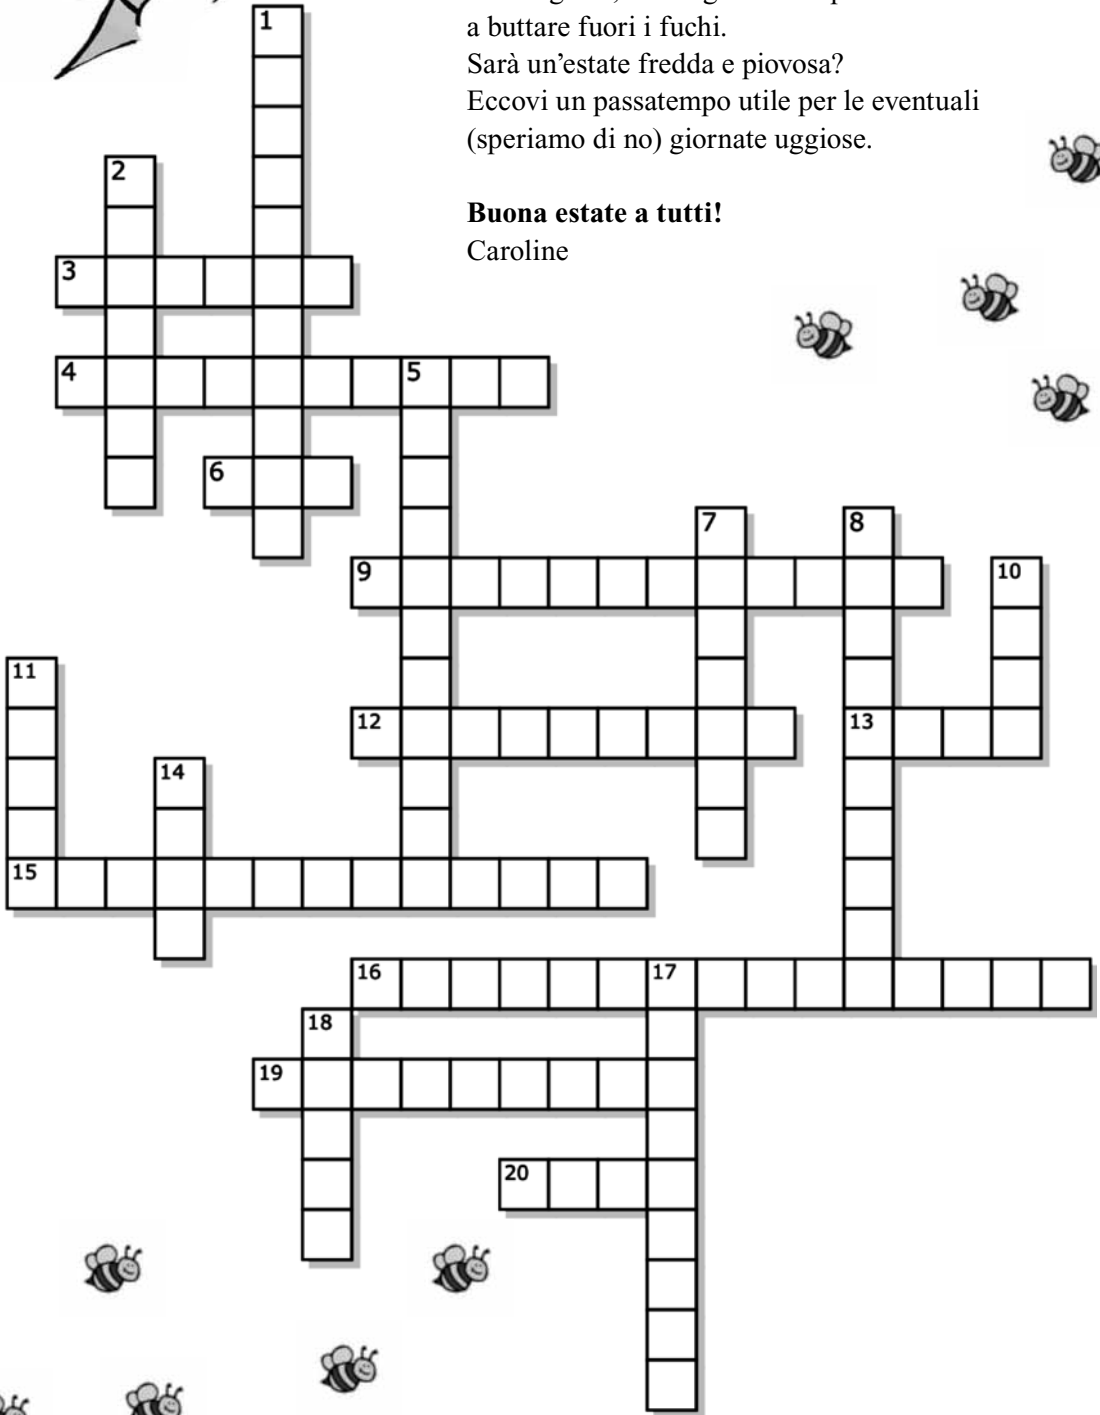 a buttare fuori i fuchi.
Sarà un'estate fredda e piovosa?
Eccovi un passatempo utile per le eventuali
(speriamo di no) giornate uggiose.
Buona estate a tutti!
Caroline
1
2
3
4 5
6
7 8
9 10
11
12 13
14
15
16 17
18
19
20